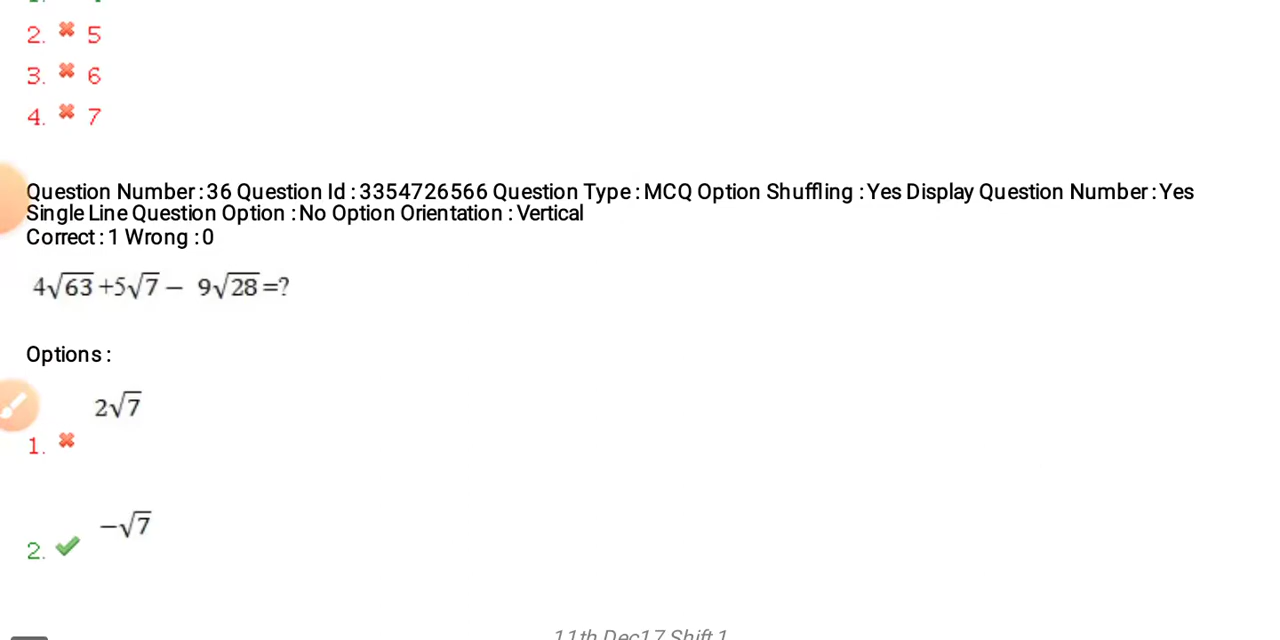 2. 5
3. 6
4. 7
Question Number : 36 Question Id : 3354726566 Question Type : MCQ Option Shuffling : Yes Display Question Number : Yes
Single Line Question Option : No Option Orientation : Vertical
Correct : 1 Wrong : 0
4√63 +5√7 − 9√28 =?
Options :
2√7
1.
−√7
2.
11th Dec17 Shift 1